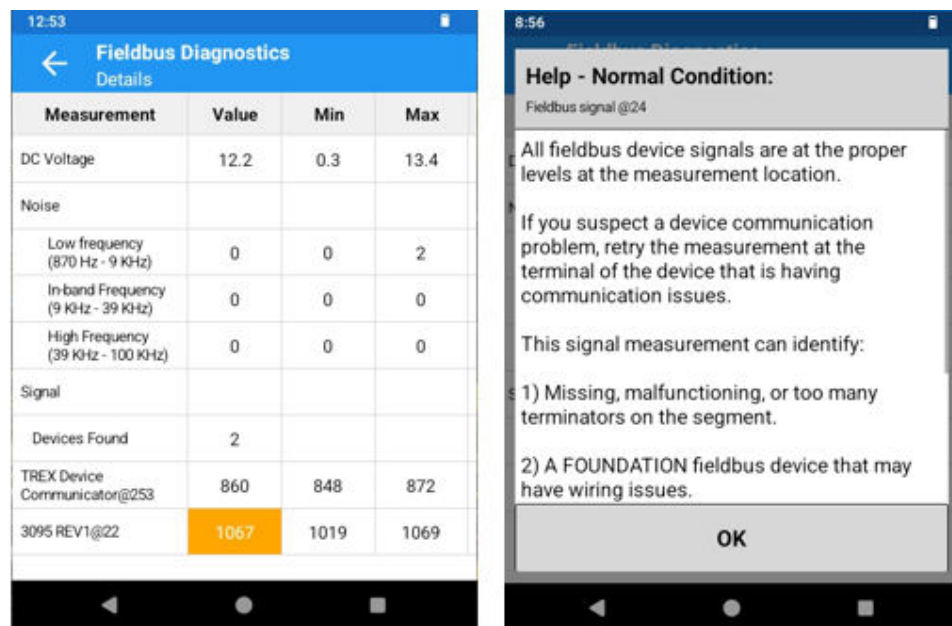 12:53
Fieldbus Diagnostics
Details
Measurement Value Min Max
DC Voltage 12.2 0.3 13.4
Noise
Low frequency
(870 Hz - 9 KHz) 0 0 2
In-band Frequency
(9 KHz - 39 KHz) 0 0 0
High Frequency
(39 KHz - 100 KHz) 0 0 0
Signal
Devices Found 2
TREX Device
Communicator@253 860 848 872
3095 REV1@22 1067 1019 1069
8:56
Help - Normal Condition:
Fieldbus signal @24
All fieldbus device signals are at the proper
levels at the measurement location.
If you suspect a device communication
problem, retry the measurement at the
terminal of the device that is having
communication issues.
This signal measurement can identify:
1) Missing, malfunctioning, or too many
terminators on the segment.
2) A FOUNDATION fieldbus device that may
have wiring issues.
OK